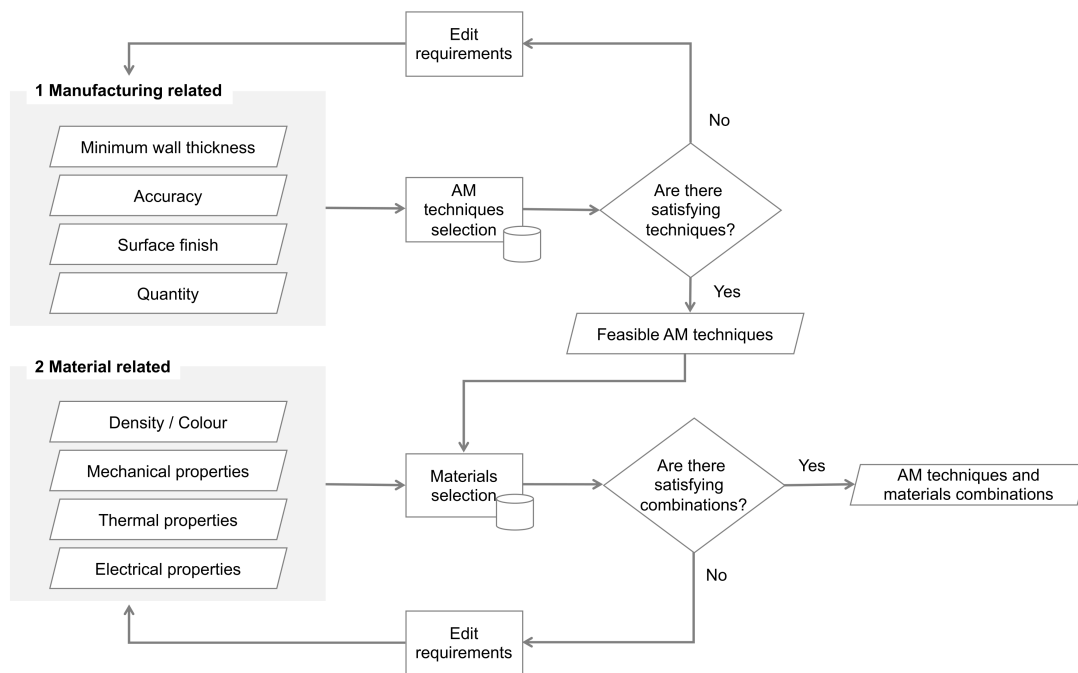 Edit
requirements
1 Manufacturing related
No
Minimum wall thickness
Accuracy
AM
techniques
selection
Are there
satisfying
techniques?
Surface finish
Quantity
Yes
Feasible AM techniques
2 Material related
Density / Colour
Mechanical properties
Materials
selection
Are there
satisfying
combinations?
Yes
AM techniques and
materials combinations
Thermal properties
Electrical properties
No
Edit
requirements